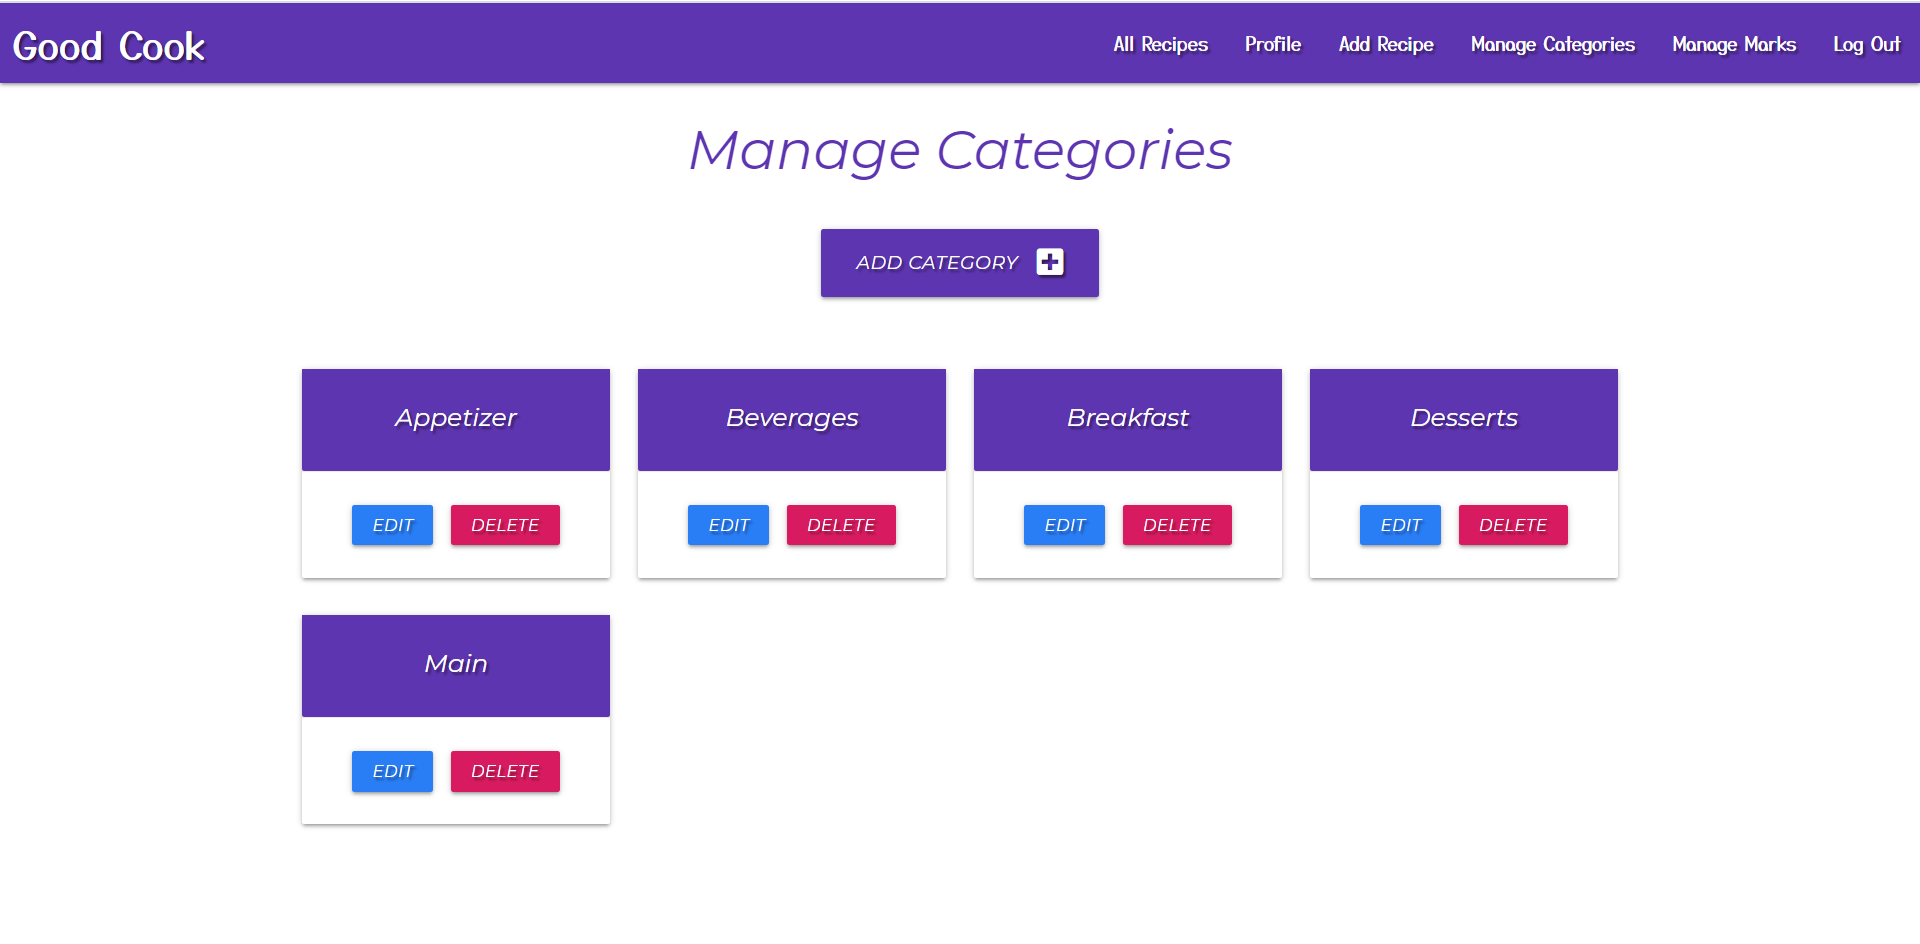 Good Cook
All Recipes Profile Add Recipe Manage Categories Manage Marks Log Out
Manage Categories
ADD CATEGORY
Appetizer Beverages Breakfast Desserts
EDIT DELETE EDIT DELETE EDIT DELETE EDIT DELETE
Main
EDIT DELETE